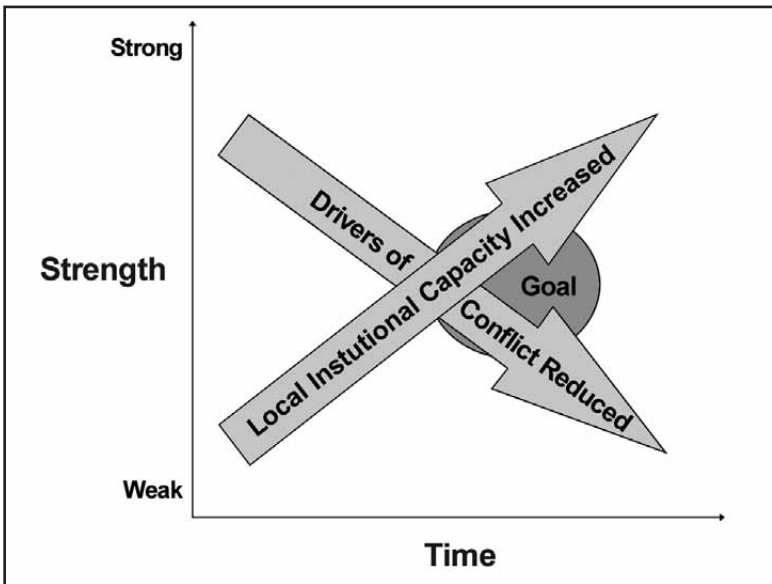 Strong
Strength
Weak
Drivers of
Conflict Reduced
Local Instutional Capacity Increased
Goal
Time